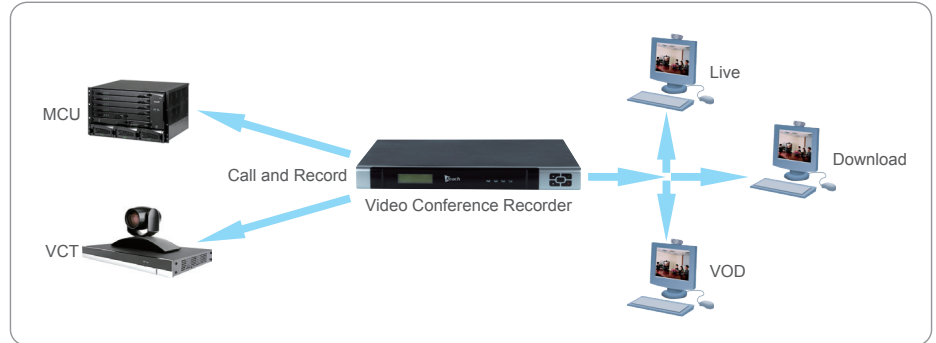 MCU
Call and Record
VCT
Video Conference Recorder
Live
Download
VOD